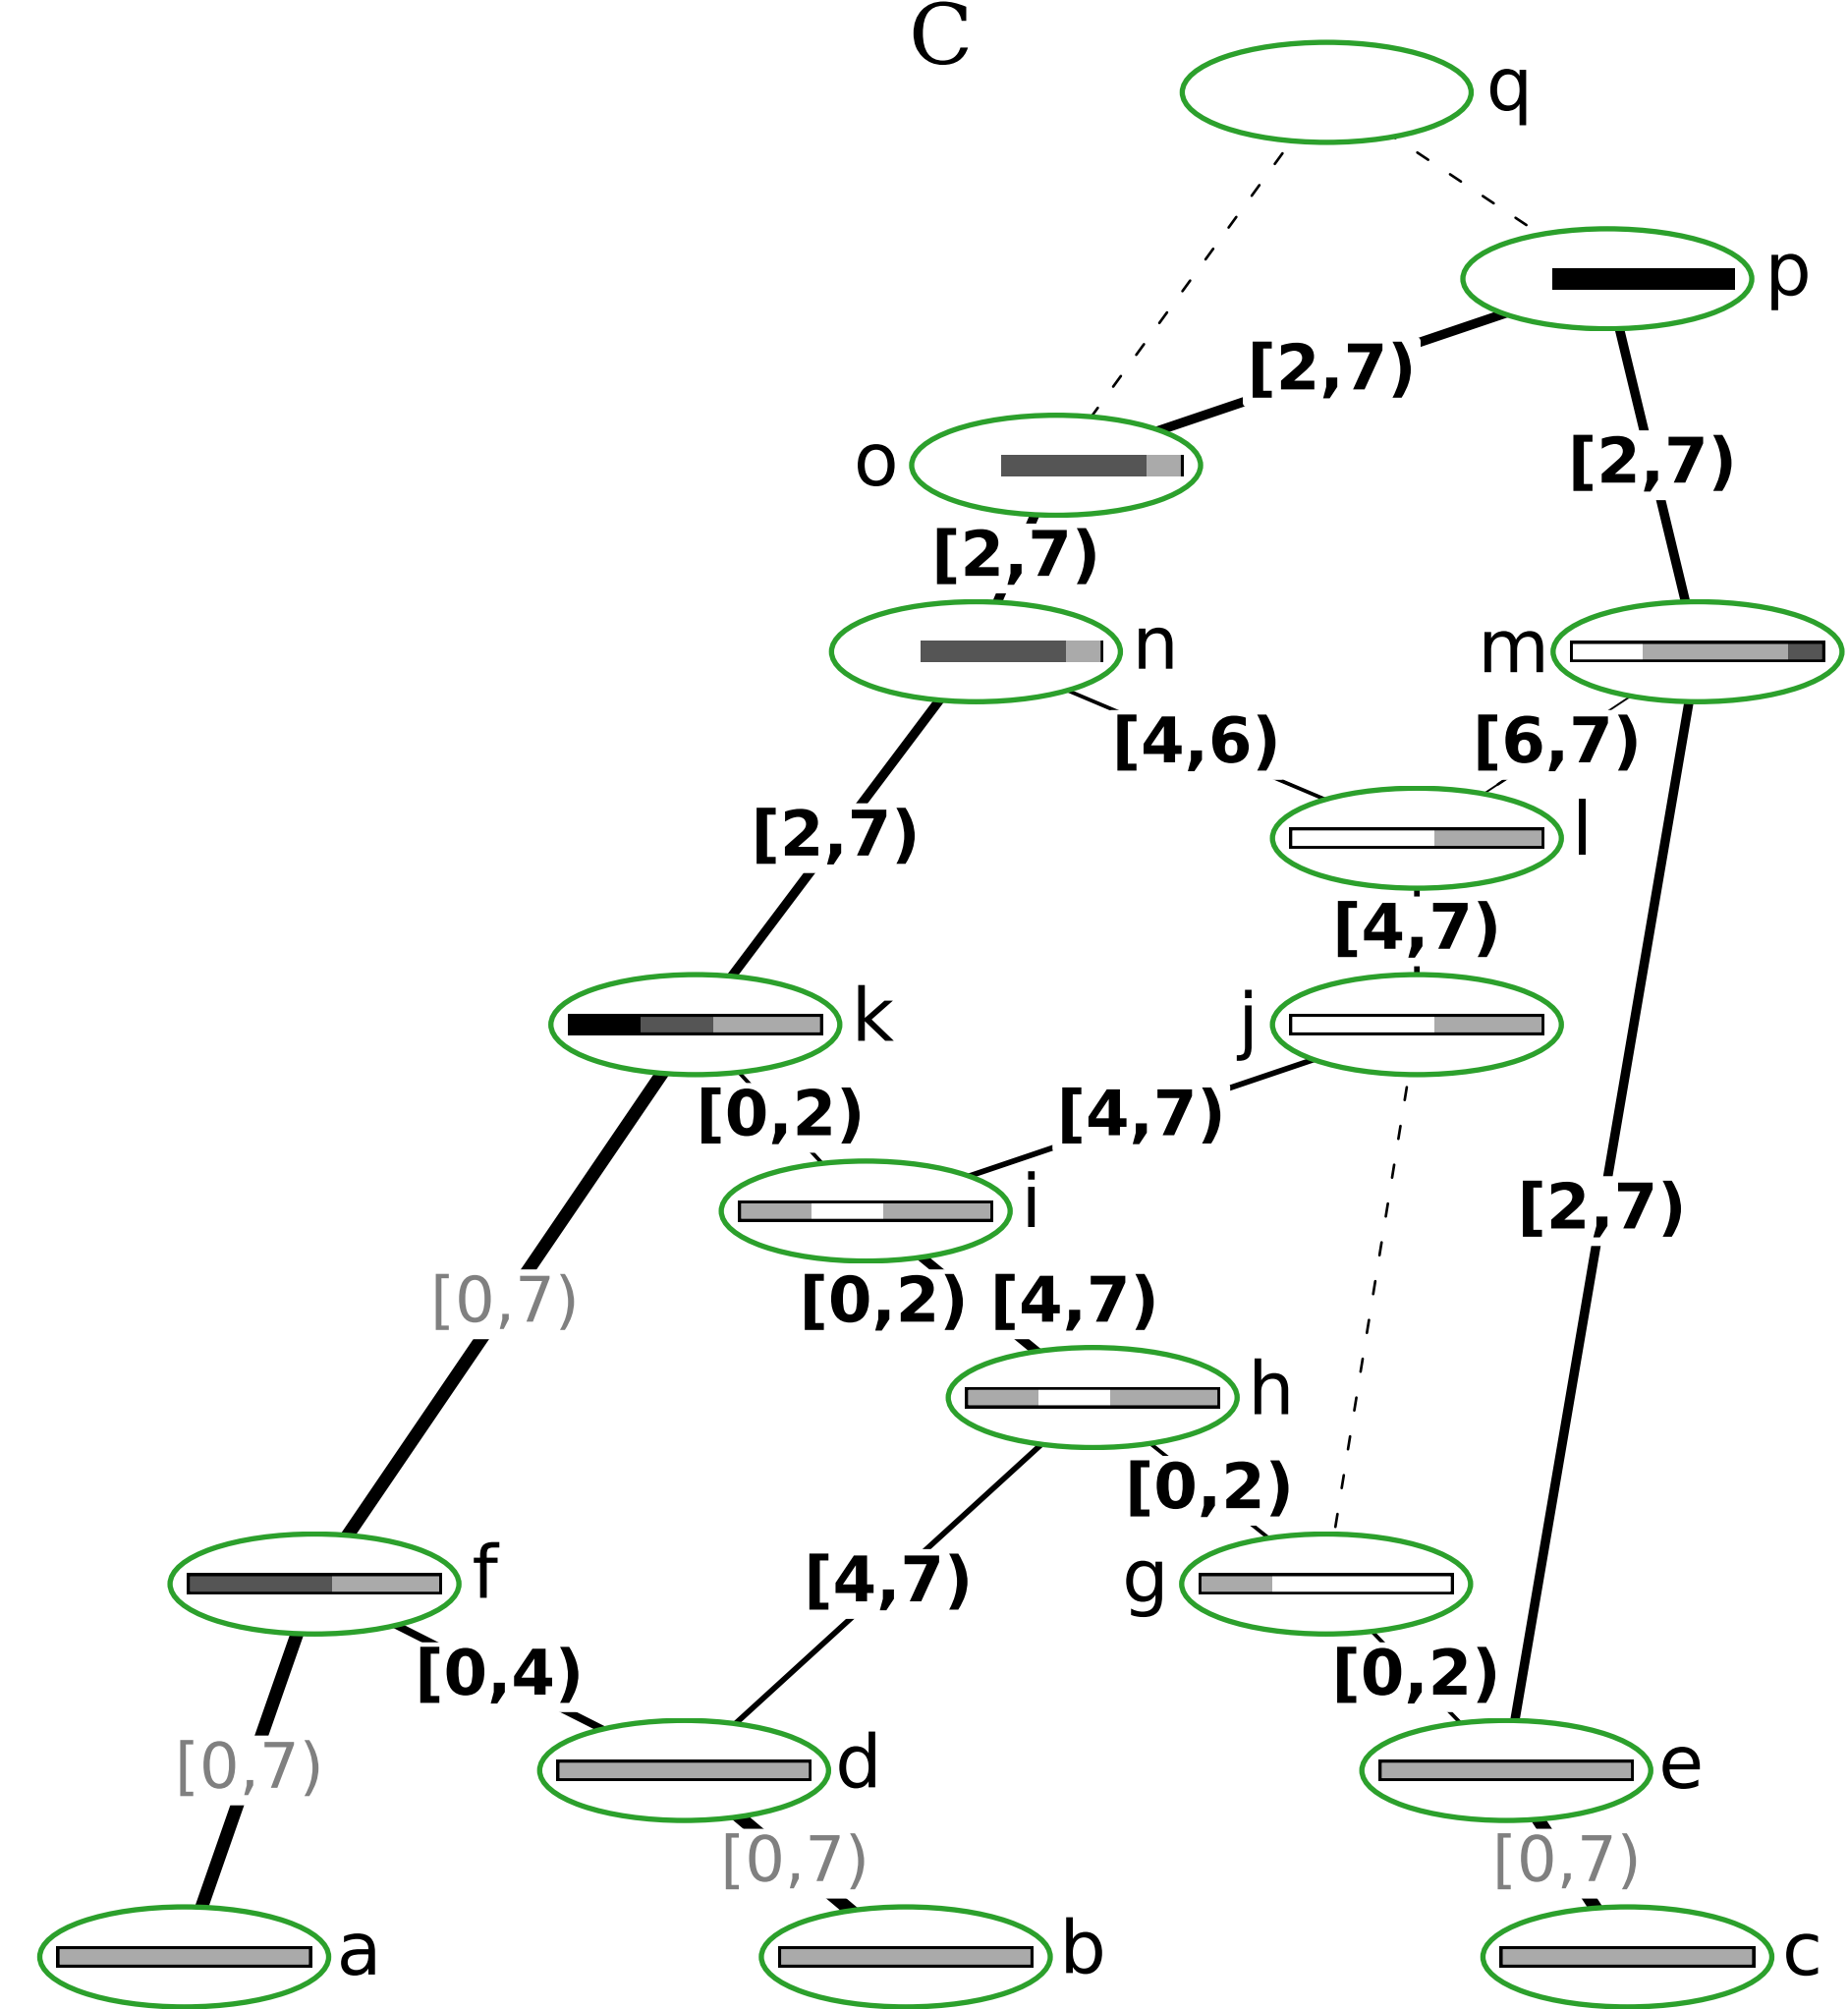 C
q
p
[2,7)
o
[2,7)
[2,7)
n
m
[4,6)
[6,7)
l
[2,7)
[4,7)
k
j
[0,2)
[4,7)
i
[2,7)
[0,7)
[0,2) [4,7)
h
[0,2)
f
[4,7)
g
[0,4)
[0,2)
[0,7)
d
e
[0,7)
[0,7)
a
b
c